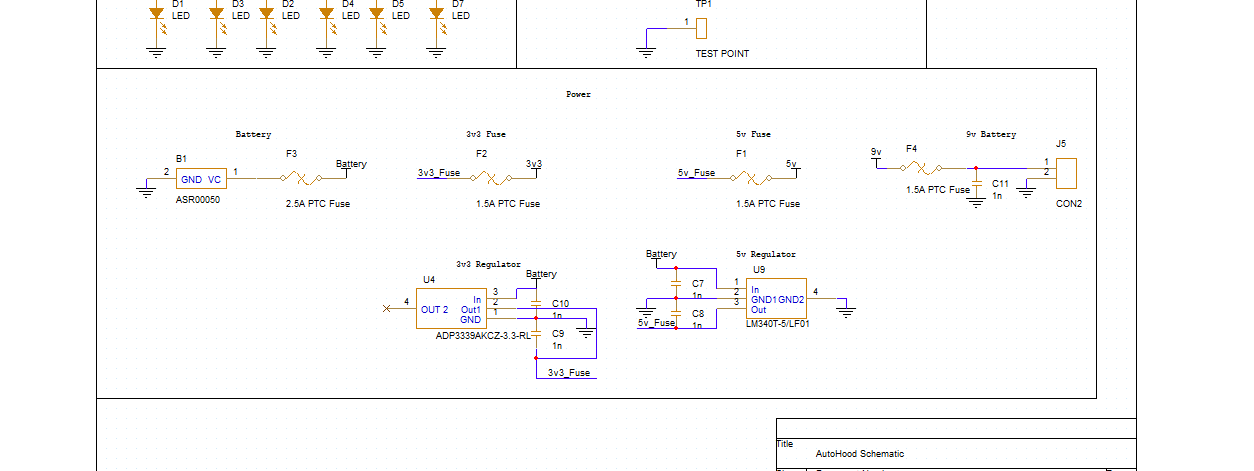 D1 D3 D2 D4 D5 D7
LED LED LED LED LED LED
TP1
1
TEST POINT
Power
Battery
B1
2 GND VC 1
ASR00050
F3
Battery
2.5A PTC Fuse
3v3 Fuse
F2
3v3_Fuse
3v3
1.5A PTC Fuse
5v Fuse
F1
5v_Fuse
5v
1.5A PTC Fuse
9v Battery
9v
F4
1.5A PTC Fuse
C11
1n
J5
1
2
CON2
3v3 Regulator
U4
Battery
4 OUT 2
In 3
Out1 2
GND 1
ADP3339AKCZ-3.3-RL
C10
1n
C9
1n
3v3_Fuse
5v Regulator
Battery
U9
C7
1n
C8
1n
5v_Fuse
1 In
2 GND1 GND2 4
3 Out
LM340T-5/LF01
Title
AutoHood Schematic